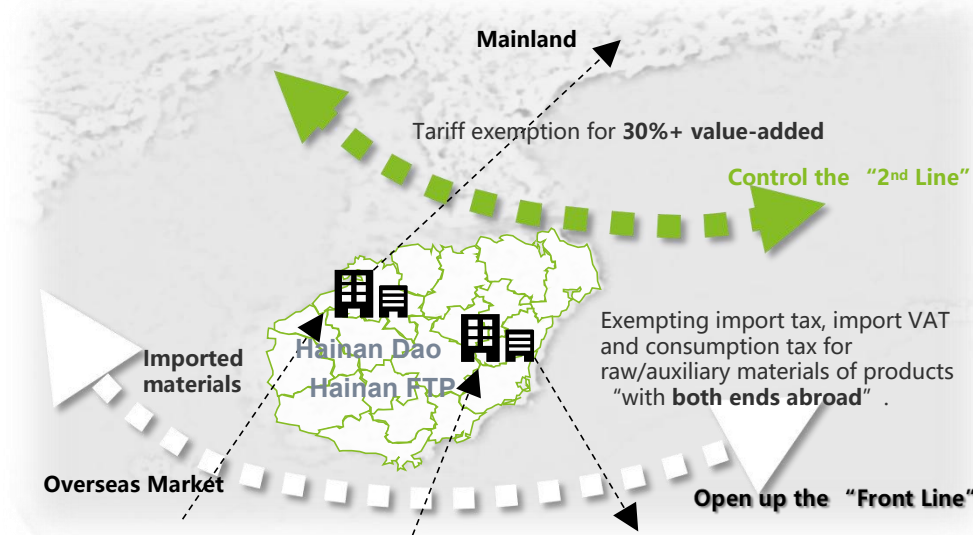 Mainland
Tariff exemption for 30%+ value-added
Control the “2nd Line”
Exempting import tax, import VAT
and consumption tax for
raw/auxiliary materials of products
“with both ends abroad”.
Hainan Dao
Hainan FTP
Imported
materials
Overseas Market
Open up the “Front Line“